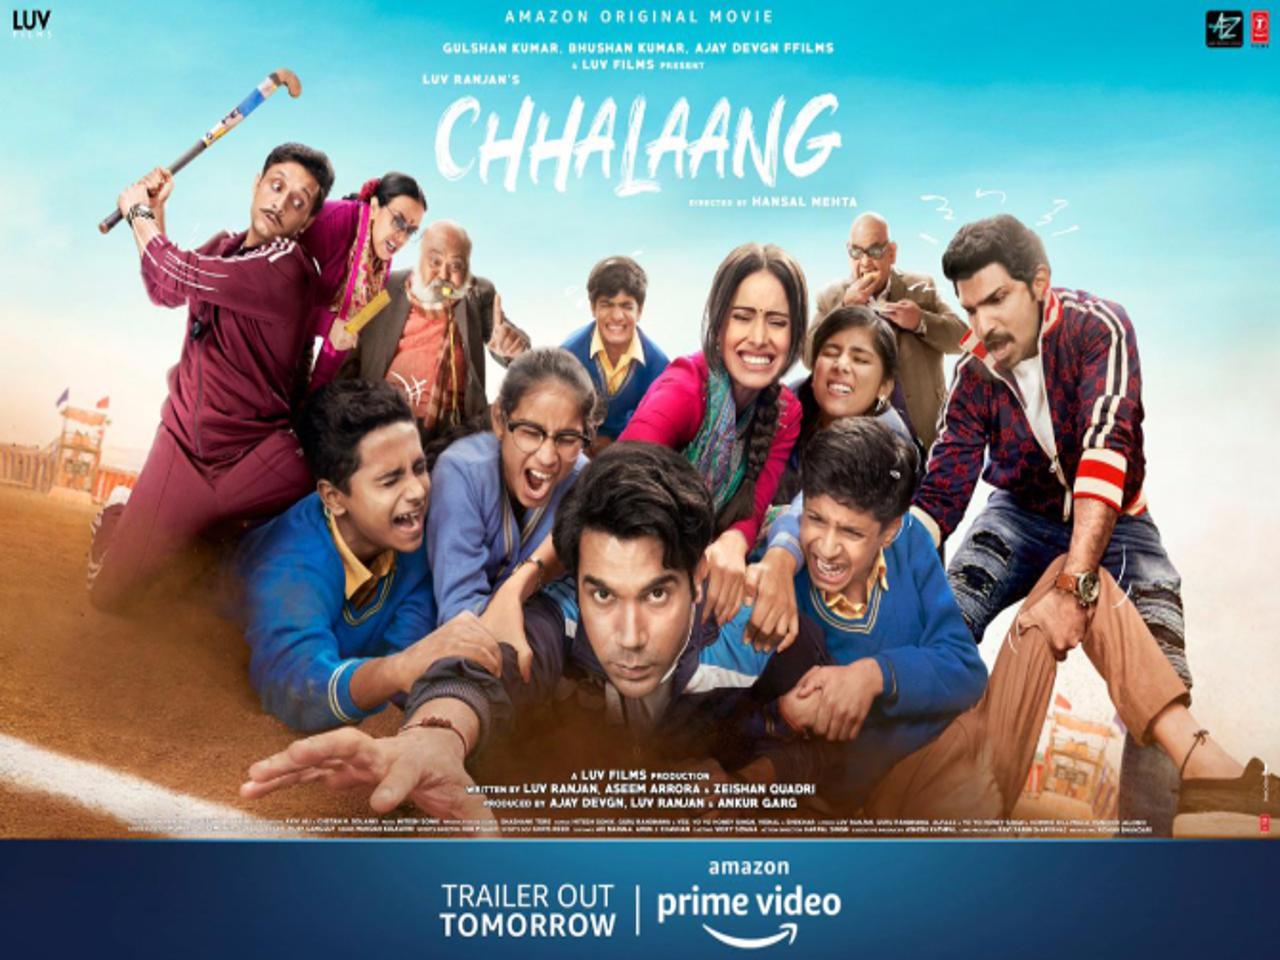 LUV
FILMS
AMAZON ORIGINAL MOVIE
GULSHAN KUMAR, BHUSHAN KUMAR, AJAY DEVGN FFILMS
& LUV FILMS PRESENT
LUV RANJAN'S
CHHALAANG
DIRECTED BY HANSAL MEHTA
A LUV FILMS PRODUCTION
WRITTEN BY LUV RANJAN, ASEEM ARRORA & ZEISHAN QUADRI
PRODUCED BY AJAY DEVGN, LUV RANJAN & ANKUR GARG
TRAILER OUT
TOMORROW
amazon
prime video